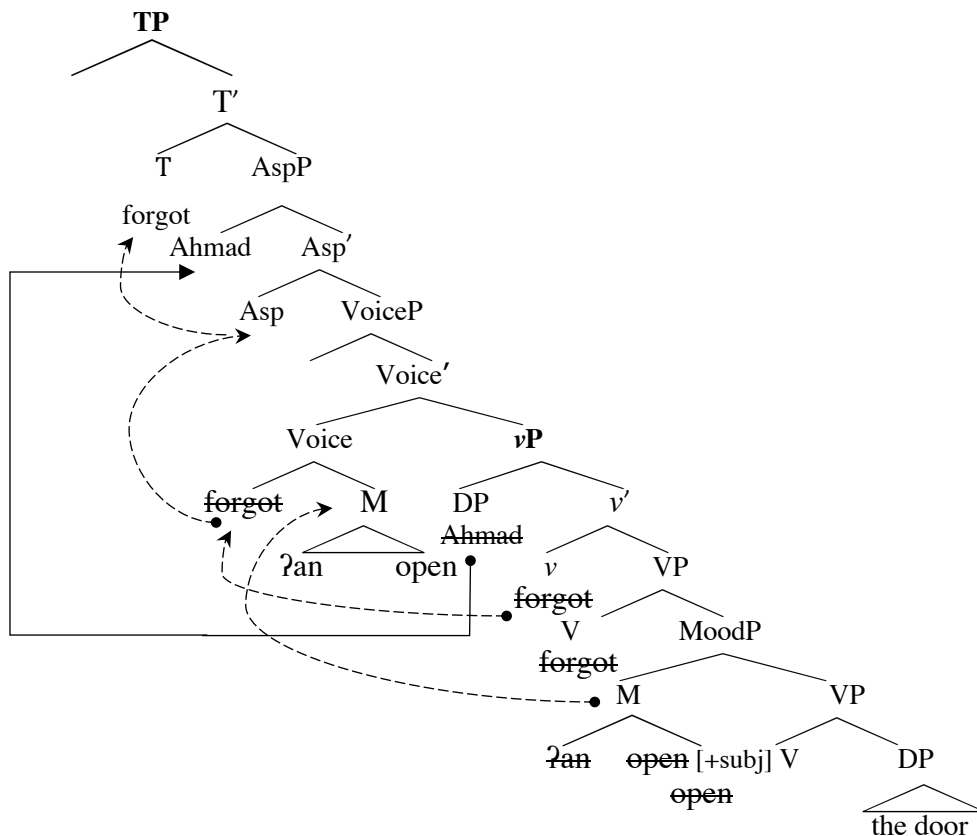 TP
T′
T AspP
forgot
Ahmad Asp′
Asp VoiceP
Voice′
Voice vP
forgot M DP v'
Ahmad
ʔan open v VP
forgot
V MoodP
forgot
M VP
ʔan open [+subj] V DP
open
the door